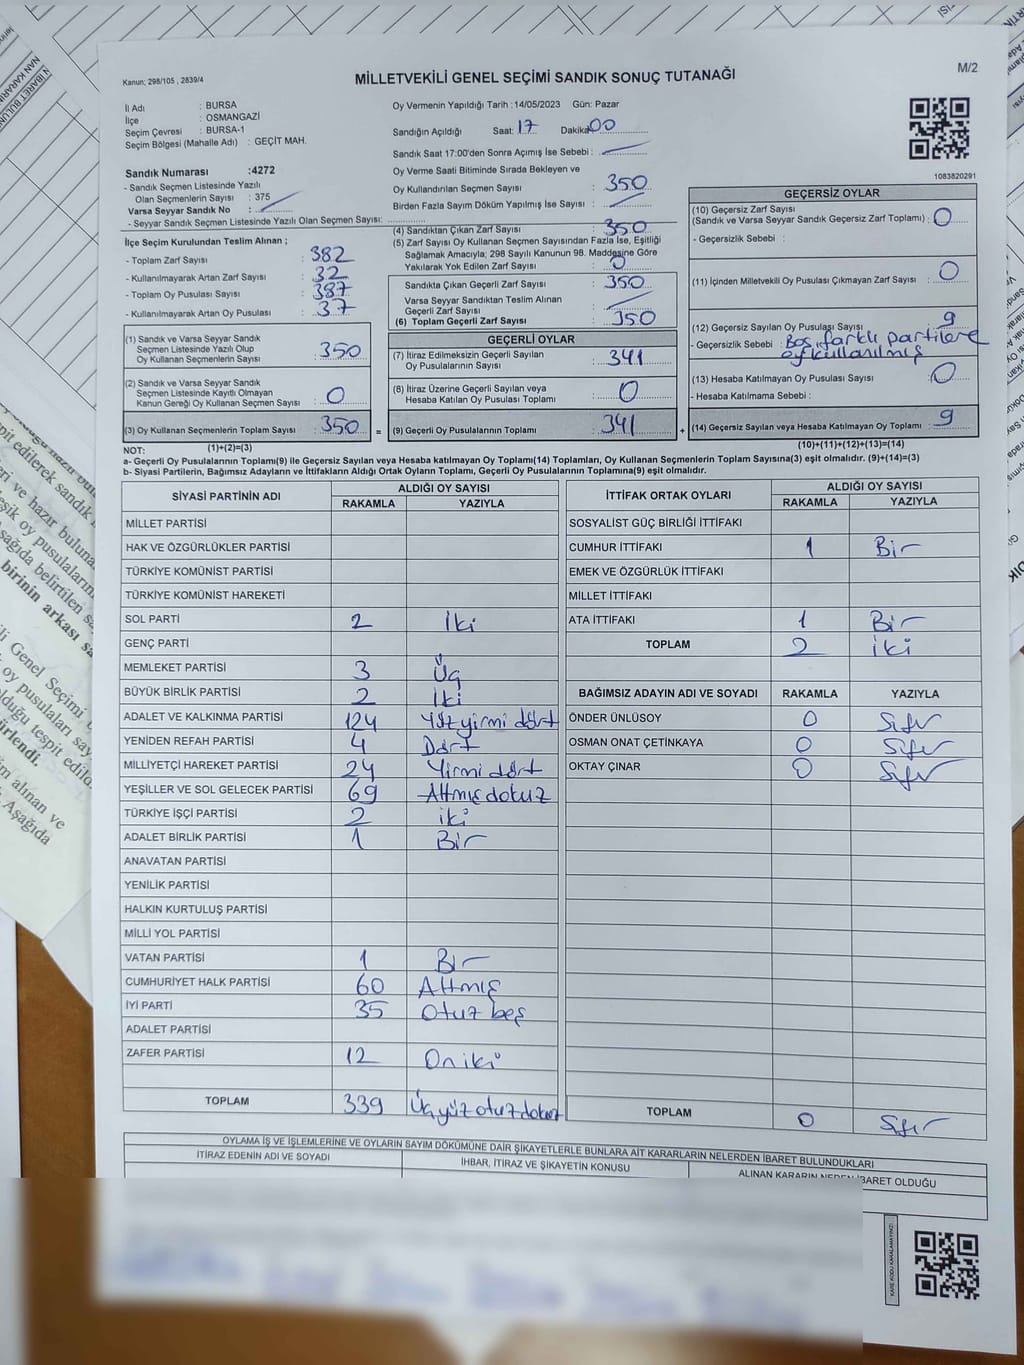 Kanun; 298/105 , 2839/4
MİLLETVEKİLİ GENEL SEÇİMİ SANDIK SONUÇ TUTANAĞI
M/2
İl Adı : BURSA
İlçe : OSMANGAZİ
Seçim Çevresi : BURSA-1
Seçim Bölgesi (Mahalle Adı) : GEÇİT MAH.
Oy Vermenin Yapıldığı Tarih :14/05/2023 Gün: Pazar
Sandığın Açıldığı Saat: 17 Dakika 00
Sandık Saat 17:00'den Sonra Açımış İse Sebebi :
Sandık Numarası :4272
- Sandık Seçmen Listesinde Yazılı
Olan Seçmenlerin Sayısı : 375
Varsa Seyyar Sandık No :
- Seyyar Sandık Seçmen Listesinde Yazılı Olan Seçmen Sayısı:
Oy Verme Saati Bitiminde Sırada Bekleyen ve
Oy Kullandırılan Seçmen Sayısı : 350
Birden Fazla Sayım Döküm Yapılmış İse Sayısı :
1083820291
İlçe Seçim Kurulundan Teslim Alınan ;
- Toplam Zarf Sayısı : 382
- Kullanılmayarak Artan Zarf Sayısı : 32
- Toplam Oy Pusulası Sayısı : 387
- Kullanılmayarak Artan Oy Pusulası : 37
(4) Sandıktan Çıkan Zarf Sayısı : 350
(5) Zarf Sayısı Oy Kullanan Seçmen Sayısından Fazla İse, Eşitliği
Sağlamak Amacıyla; 298 Sayılı Kanunun 98. Maddesine Göre
Yakılarak Yok Edilen Zarf Sayısı : 0
Sandıkta Çıkan Geçerli Zarf Sayısı : 350
Varsa Seyyar Sandıktan Teslim Alınan
Geçerli Zarf Sayısı :
(6) Toplam Geçerli Zarf Sayısı : 350
GEÇERSİZ OYLAR
(10) Geçersiz Zarf Sayısı
(Sandık ve Varsa Seyyar Sandık Geçersiz Zarf Toplamı) : 0
- Geçersizlik Sebebi :
(11) İçinden Milletvekili Oy Pusulası Çıkmayan Zarf Sayısı : 0
(12) Geçersiz Sayılan Oy Pusulası Sayısı : 9
- Geçersizlik Sebebi : Boş, farklı partilere
oy kullanılmış
(13) Hesaba Katılmayan Oy Pusulası Sayısı : 0
- Hesaba Katılmama Sebebi :
(14) Geçersiz Sayılan veya Hesaba Katılmayan Oy Toplamı : 9
(1) Sandık ve Varsa Seyyar Sandık
Seçmen Listesinde Yazılı Olup
Oy Kullanan Seçmenlerin Sayısı : 350
(2) Sandık ve Varsa Seyyar Sandık
Seçmen Listesinde Kayıtlı Olmayan
Kanun Gereği Oy Kullanan Seçmen Sayısı : 0
(3) Oy Kullanan Seçmenlerin Toplam Sayısı : 350
=
GEÇERLİ OYLAR
(7) İtiraz Edilmeksizin Geçerli Sayılan
Oy Pusulalarının Sayısı : 341
(8) İtiraz Üzerine Geçerli Sayılan veya
Hesaba Katılan Oy Pusulası Toplamı : 0
(9) Geçerli Oy Pusulalarının Toplamı : 341
+
NOT: (1)+(2)=(3)
(10)+(11)+(12)+(13)=(14)
a- Geçerli Oy Pusulalarının Toplamı(9) ile Geçersiz Sayılan veya Hesaba katılmayan Oy Toplamı(14) Toplamları, Oy Kullanan Seçmenlerin Toplam Sayısına(3) eşit olmalıdır. (9)+(14)=(3)
b- Siyasi Partilerin, Bağımsız Adayların ve İttifakların Aldığı Ortak Oyların Toplamı, Geçerli Oy Pusulalarının Toplamına(9) eşit olmalıdır.
SİYASİ PARTİNİN ADI
ALDIĞI OY SAYISI
RAKAMLA YAZIYLA
MİLLET PARTİSİ
HAK VE ÖZGÜRLÜKLER PARTİSİ
TÜRKİYE KOMÜNİST PARTİSİ
TÜRKİYE KOMÜNİST HAREKETİ
SOL PARTİ 2 İki
GENÇ PARTİ
MEMLEKET PARTİSİ 3 Üç
BÜYÜK BİRLİK PARTİSİ 2 İki
ADALET VE KALKINMA PARTİSİ 124 Yüz yirmi dört
YENİDEN REFAH PARTİSİ 4 Dört
MİLLİYETÇİ HAREKET PARTİSİ 24 Yirmi dört
YEŞİLLER VE SOL GELECEK PARTİSİ 69 Altmış dokuz
TÜRKİYE İŞÇİ PARTİSİ 2 iki
ADALET BİRLİK PARTİSİ 1 Bir
ANAVATAN PARTİSİ
YENİLİK PARTİSİ
HALKIN KURTULUŞ PARTİSİ
MİLLİ YOL PARTİSİ
VATAN PARTİSİ 1 Bir
CUMHURİYET HALK PARTİSİ 60 Altmış
İYİ PARTİ 35 Otuz beş
ADALET PARTİSİ
ZAFER PARTİSİ 12 On iki
TOPLAM 339 Üç yüz otuz dokuz
İTTİFAK ORTAK OYLARI
ALDIĞI OY SAYISI
RAKAMLA YAZIYLA
SOSYALİST GÜÇ BİRLİĞİ İTTİFAKI
CUMHUR İTTİFAKI 1 Bir
EMEK VE ÖZGÜRLÜK İTTİFAKI
MİLLET İTTİFAKI
ATA İTTİFAKI 1 Bir
TOPLAM 2 iki
BAĞIMSIZ ADAYIN ADI VE SOYADI RAKAMLA YAZIYLA
ÖNDER ÜNLÜSOY 0 Sıfır
OSMAN ONAT ÇETİNKAYA 0 Sıfır
OKTAY ÇINAR 0 Sıfır
TOPLAM 0 Sıfır
OYLAMA İŞ VE İŞLEMLERİNE VE OYLARIN SAYIM DÖKÜMÜNE DAİR ŞİKAYETLERLE BUNLARA AİT KARARLARIN NELERDEN İBARET BULUNDUKLARI
İTİRAZ EDENİN ADI VE SOYADI
İHBAR, İTİRAZ VE ŞİKAYETİN KONUSU
ALINAN KARARIN NEDEN İBARET OLDUĞU